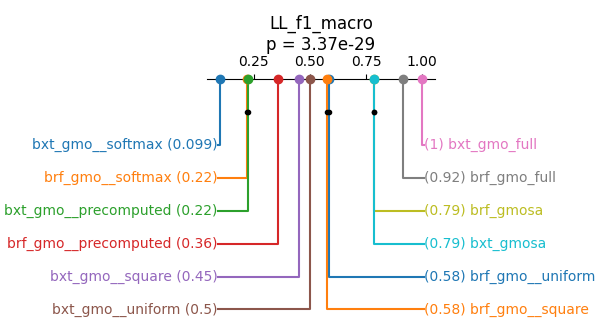 LL_f1_macro
p = 3.37e-29
0.25 0.50 0.75 1.00
bxt_gmo__softmax (0.099)
(1) bxt_gmo_full
brf_gmo__softmax (0.22)
(0.92) brf_gmo_full
bxt_gmo__precomputed (0.22)
(0.79) brf_gmosa
brf_gmo__precomputed (0.36)
(0.79) bxt_gmosa
bxt_gmo__square (0.45)
(0.58) brf_gmo__uniform
bxt_gmo__uniform (0.5)
(0.58) brf_gmo__square